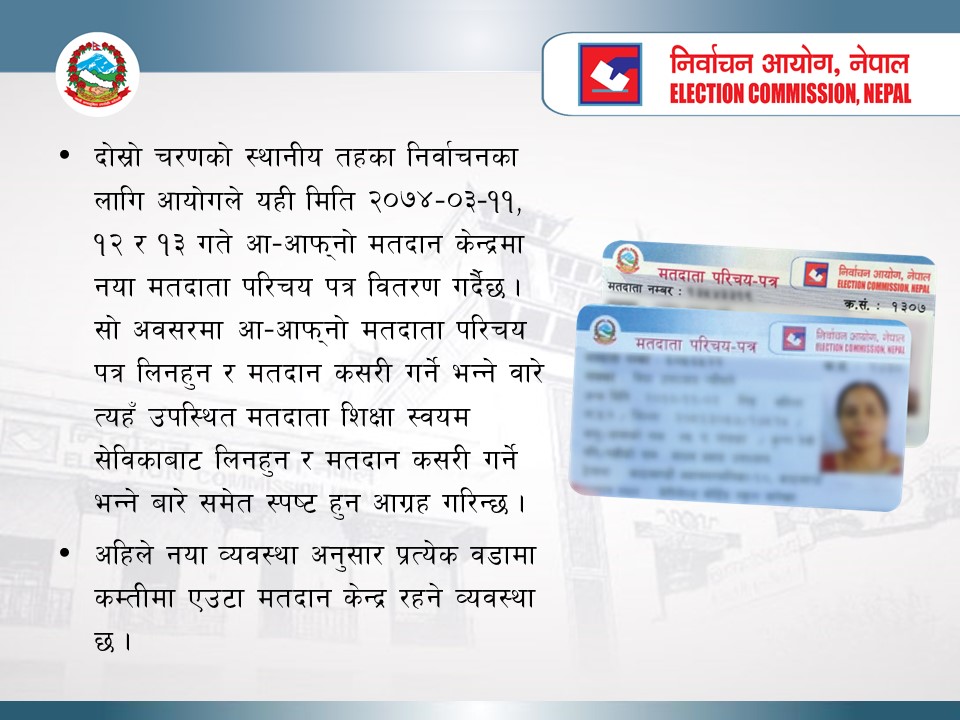 निर्वाचन आयोग, नेपाल
ELECTION COMMISSION, NEPAL
• दोस्रो चरणको स्थानीय तहका निर्वाचनका
लागि आयोगले यही मिति २०७४-०३-११,
१२ र १३ गते आ-आफ्‌नो मतदान केन्द्रमा
नया मतदाता परिचय पत्र वितरण गर्दैछ ।
सो अवसरमा आ-आफ्‌नो मतदाता परिचय
पत्र लिनहुन र मतदान कसरी गर्ने भन्ने वारे
त्यहाँ उपस्थित मतदाता शिक्षा स्वयम
सेविकाबाट लिनहुन र मतदान कसरी गर्ने
भन्ने बारे समेत स्पष्ट हुन आग्रह गरिन्छ ।
• अहिले नया व्यवस्था अनुसार प्रत्येक वडामा
कम्तीमा एउटा मतदान केन्द्र रहने व्यवस्था
छ ।
मतदाता परिचय-पत्र
निर्वाचन आयोग, नेपाल
ELECTION COMMISSION, NEPAL
मतदाता नम्बर :
क.सं. : १३०७
मतदाता परिचय-पत्र
निर्वाचन आयोग, नेपाल
ELECTION COMMISSION, NEPAL